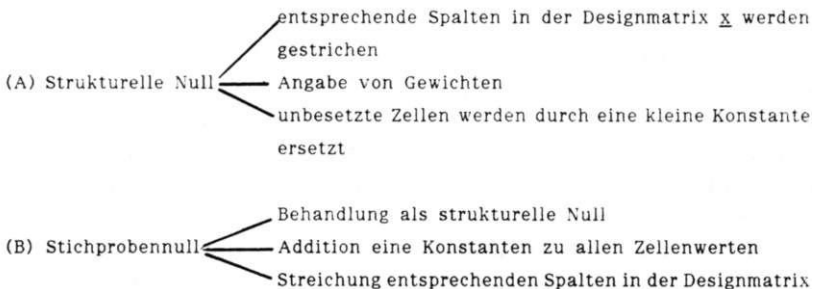 entsprechende Spalten in der Designmatrix x werden
gestrichen
(A) Strukturelle Null Angabe von Gewichten
unbesetzte Zellen werden durch eine kleine Konstante
ersetzt
Behandlung als strukturelle Null
(B) Stichprobennull Addition eine Konstanten zu allen Zellenwerten
Streichung entsprechenden Spalten in der Designmatrix